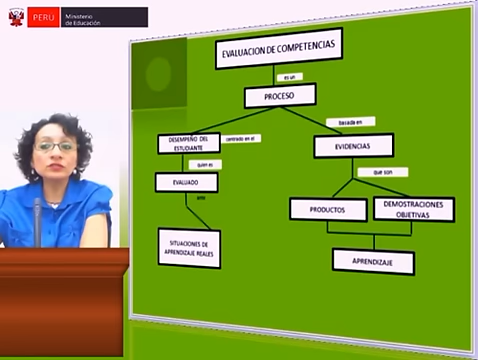 PERÚ
Ministerio
de Educación
EVALUACION DE COMPETENCIAS
es un
PROCESO
basada en
DESEMPEÑO DEL
ESTUDIANTE
centrado en el
EVIDENCIAS
quien es
que son
EVALUADO
ante
PRODUCTOS
DEMOSTRACIONES
OBJETIVAS
SITUACIONES DE
APRENDIZAJE REALES
APRENDIZAJE